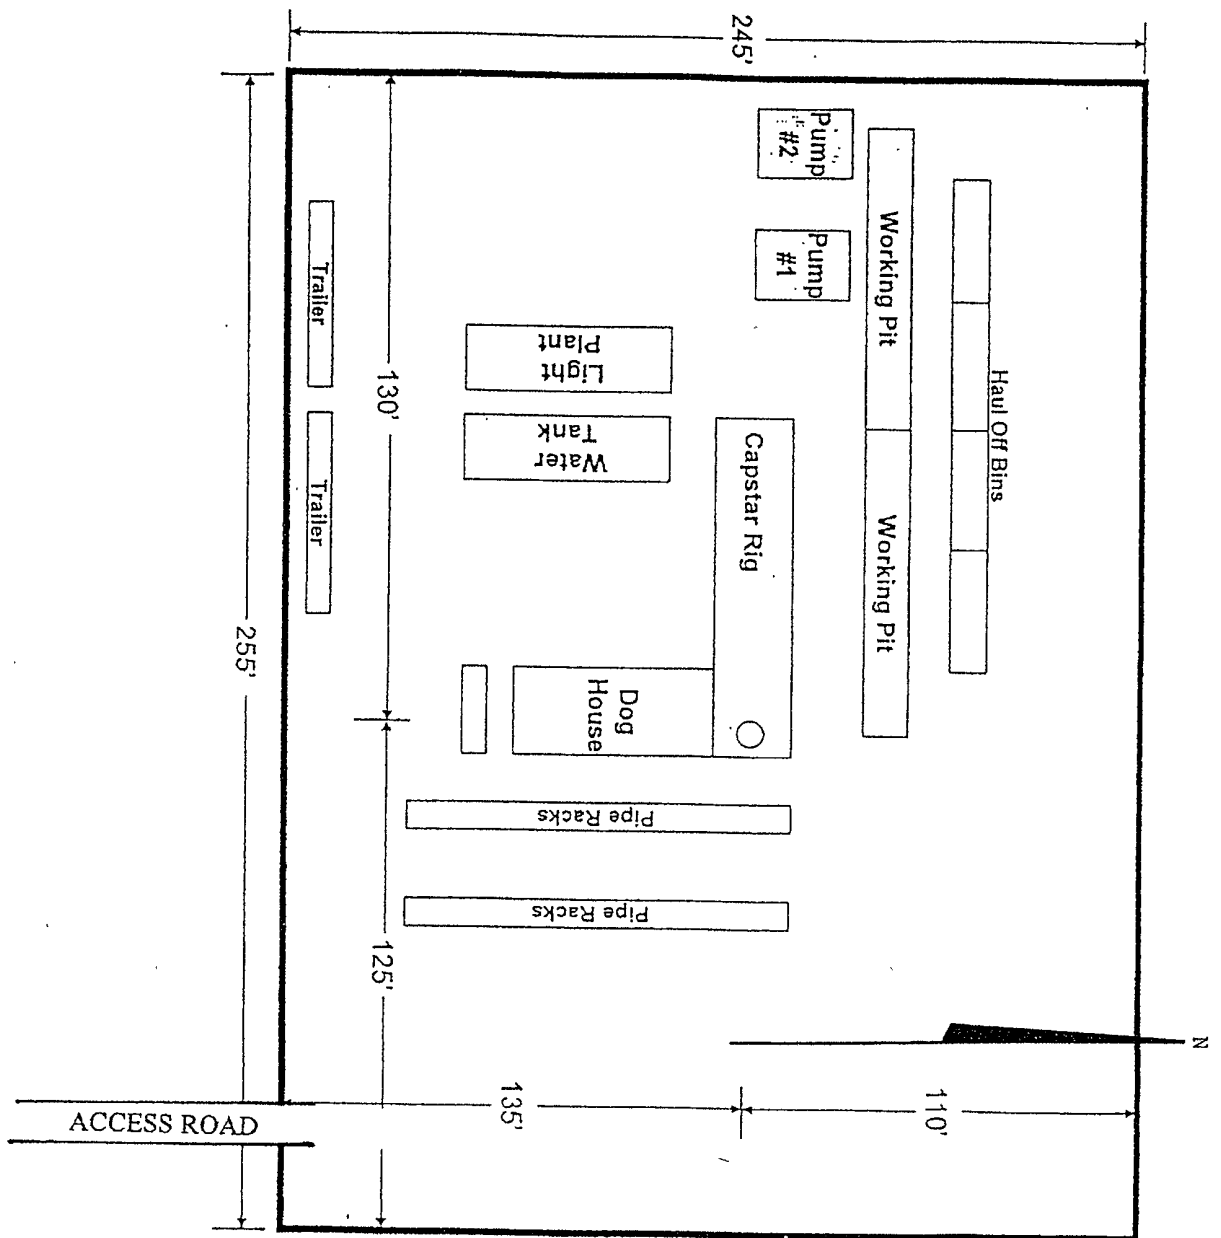 245'
Pump
#2
Pump
#1
Working Pit
Working Pit
Haul Off Bins
Trailer
Trailer
Light
Plant
Water
Tank
Capstar Rig
Dog
House
130'
255'
Pipe Racks
Pipe Racks
125'
N
135'
110'
ACCESS ROAD